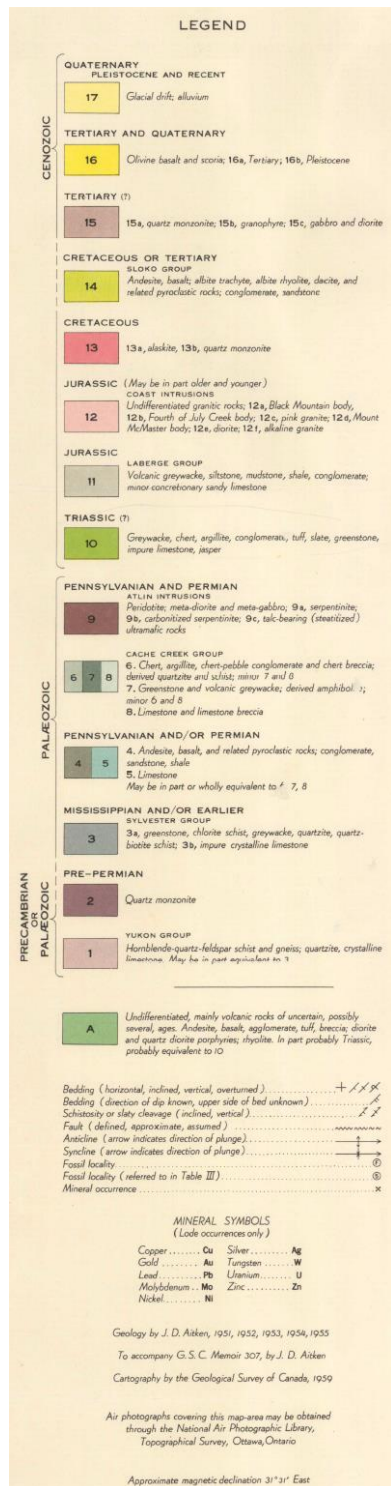 LEGEND
CENOZOIC
QUATERNARY
PLEISTOCENE AND RECENT
17
Glacial drift; alluvium
TERTIARY AND QUATERNARY
16
Olivine basalt and scoria; 16a, Tertiary; 16b, Pleistocene
TERTIARY (?)
15
15a, quartz monzonite; 15b, granophyre; 15c, gabbro and diorite
CRETACEOUS OR TERTIARY
SLOKO GROUP
14
Andesite, basalt; albite trachyte, albite rhyolite, dacite, and
related pyroclastic rocks; conglomerate, sandstone
CRETACEOUS
13
13a, alaskite, 13b, quartz monzonite
JURASSIC (May be in part older and younger)
COAST INTRUSIONS
12
Undifferentiated granitic rocks; 12a, Black Mountain body,
12b, Fourth of July Creek body; 12c, pink granite; 12d, Mount
McMaster body; 12e, diorite; 12f, alkaline granite
JURASSIC
LABERGE GROUP
11
Volcanic greywacke, siltstone, mudstone, shale, conglomerate;
minor concretionary sandy limestone
TRIASSIC (?)
10
Greywacke, chert, argillite, conglomerate, tuff, slate, greenstone,
impure limestone, jasper
PALÆOZOIC
PENNSYLVANIAN AND PERMIAN
ATLIN INTRUSIONS
9
Peridotite; meta-diorite and meta-gabbro; 9a, serpentinite;
9b, carbonitized serpentinite; 9c, talc-bearing (steatitized)
ultramafic rocks
CACHE CREEK GROUP
6 7 8
6. Chert, argillite, chert-pebble conglomerate and chert breccia;
derived quartzite and schist; minor 7 and 8
7. Greenstone and volcanic greywacke; derived
minor 6 and 8
8. Limestone and limestone breccia
PENNSYLVANIAN AND/OR PERMIAN
4 5
4. Andesite, basalt, and related pyroclastic rocks; conglomerate,
sandstone, shale
5. Limestone
May be in part or wholly equivalent to 7, 8
MISSISSIPPIAN AND/OR EARLIER
SYLVESTER GROUP
3
3a, greenstone, chlorite schist, greywacke, quartzite, quartz-
biotite schist; 3b, impure crystalline limestone
PRECAMBRIAN
OR
PALÆOZOIC
PRE-PERMIAN
2
Quartz monzonite
YUKON GROUP
1
Hornblende-quartz-feldspar schist and gneiss; quartzite, crystalline
limestone. May be in part equivalent to 3
A
Undifferentiated, mainly volcanic rocks of uncertain, possibly
several, ages. Andesite, basalt, agglomerate, tuff, breccia; diorite
and quartz diorite porphyries; rhyolite. In part probably Triassic,
probably equivalent to 10
Bedding (horizontal, inclined, vertical, overturned)
Bedding (direction of dip known, upper side of bed unknown)
Schistosity or slaty cleavage (inclined, vertical)
Fault (defined, approximate, assumed)
Anticline (arrow indicates direction of plunge)
Syncline (arrow indicates direction of plunge)
Fossil locality F
Fossil locality (referred to in Table III) 5
Mineral occurrence x
MINERAL SYMBOLS
(Lode occurrences only)
Copper Cu Silver Ag
Gold Au Tungsten W
Lead Pb Uranium U
Molybdenum Mo Zinc Zn
Nickel Ni
Geology by J. D. Aitken, 1951, 1952, 1953, 1954, 1955
To accompany G.S.C. Memoir 307, by J. D. Aitken
Cartography by the Geological Survey of Canada, 1959
Air photographs covering this map-area may be obtained
through the National Air Photographic Library,
Topographical Survey, Ottawa, Ontario
Approximate magnetic declination 31°31' East